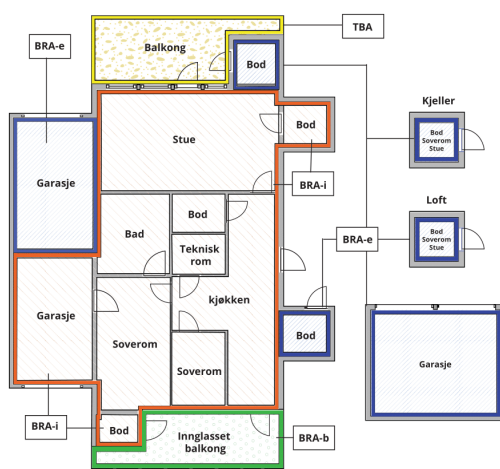 TBA
Balkong
BRA-e
Bod
Kjeller
Bod
Soverom
Stue
Stue
Bod
Garasje
BRA-i
Bod
Loft
Bad
Teknisk
rom
BRA-e
Bod
Soverom
Stue
kjøkken
Garasje
Soverom
Bod
Soverom
Garasje
BRA-i
Bod
Innglasset
balkong
BRA-b